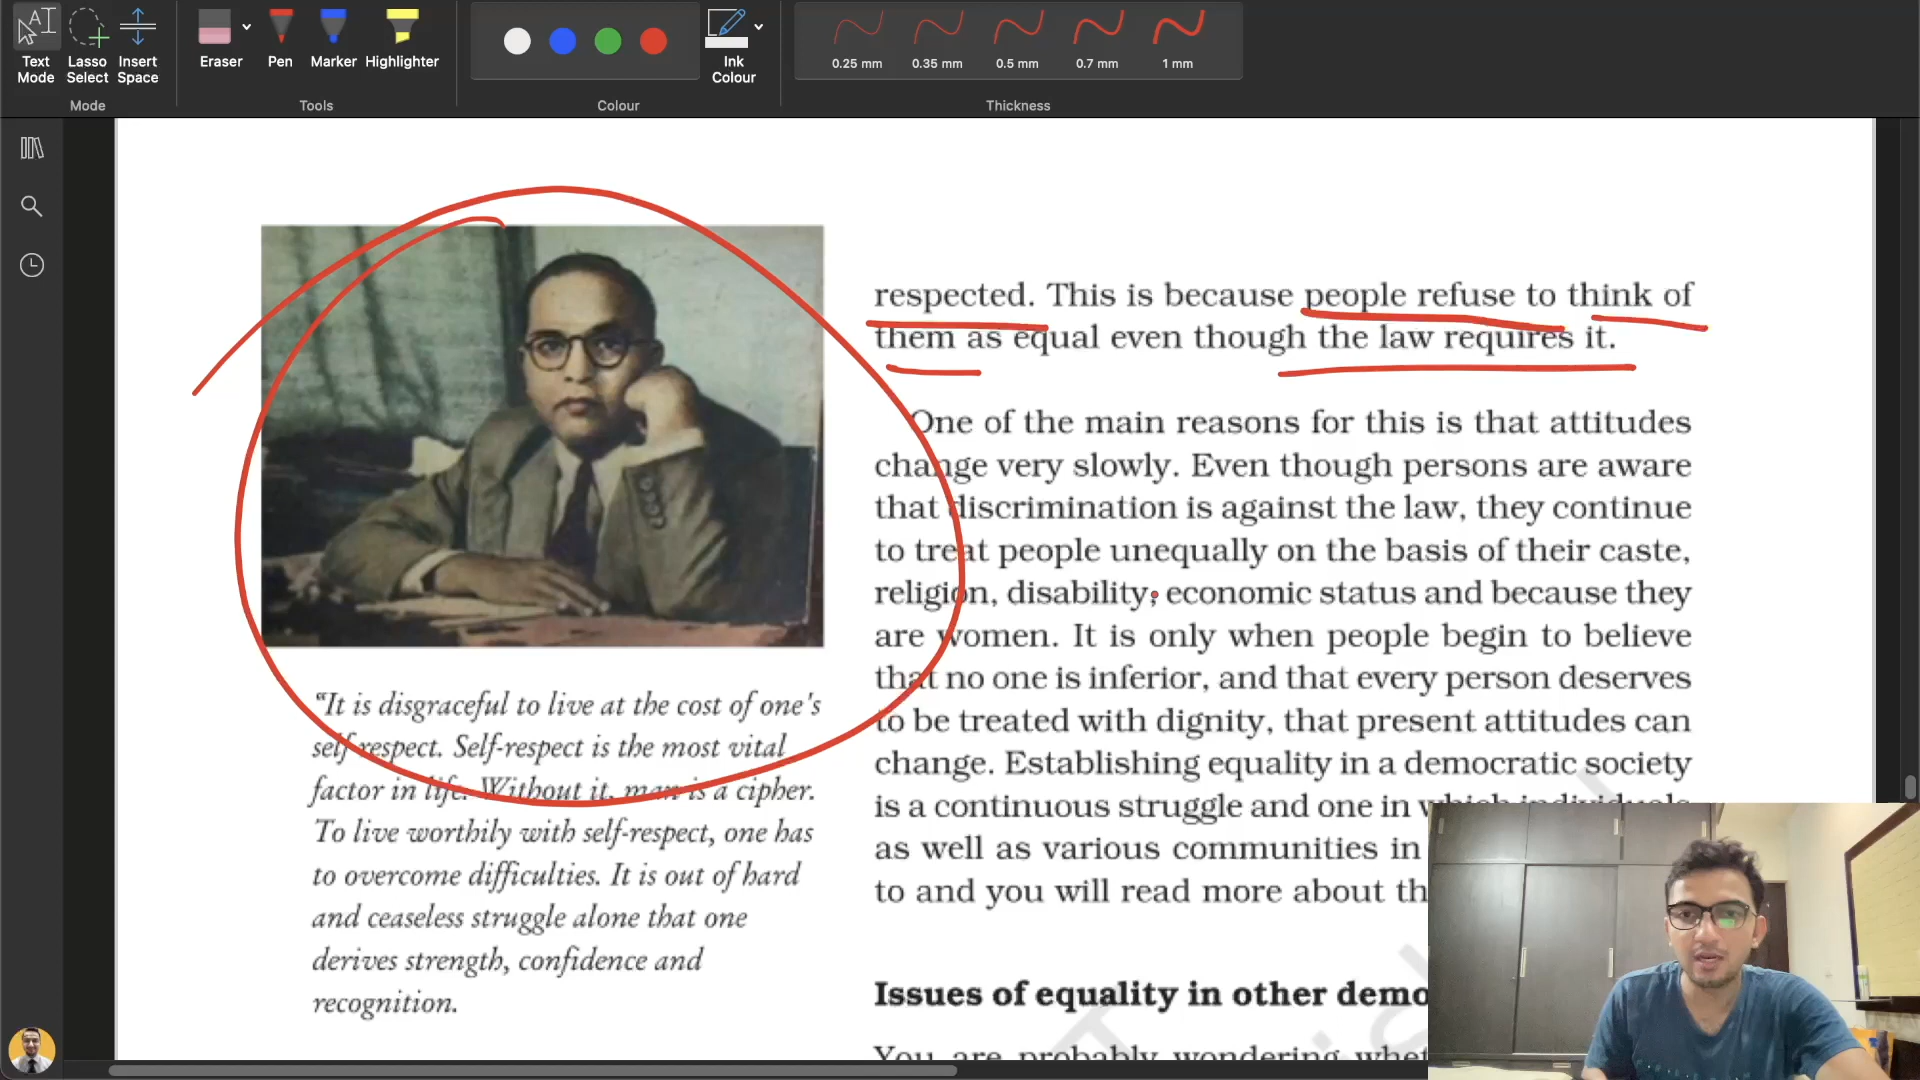 Text
Mode
Lasso
Select
Insert
Space
Mode
Eraser
Pen
Marker
Highlighter
Tools
Colour
Ink
Colour
0.25 mm
0.35 mm
0.5 mm
0.7 mm
1 mm
Thickness
"It is disgraceful to live at the cost of one's
self respect. Self-respect is the most vital
factor in life. Without it, man is a cipher.
To live worthily with self-respect, one has
to overcome difficulties. It is out of hard
and ceaseless struggle alone that one
derives strength, confidence and
recognition.
respected. This is because people refuse to think of
them as equal even though the law requires it.
One of the main reasons for this is that attitudes
change very slowly. Even though persons are aware
that discrimination is against the law, they continue
to treat people unequally on the basis of their caste,
religion, disability, economic status and because they
are women. It is only when people begin to believe
that no one is inferior, and that every person deserves
to be treated with dignity, that present attitudes can
change. Establishing equality in a democratic society
is a continuous struggle and one in which individuals
as well as various communities in
to and you will read more about
Issues of equality in other
You are probably wondering